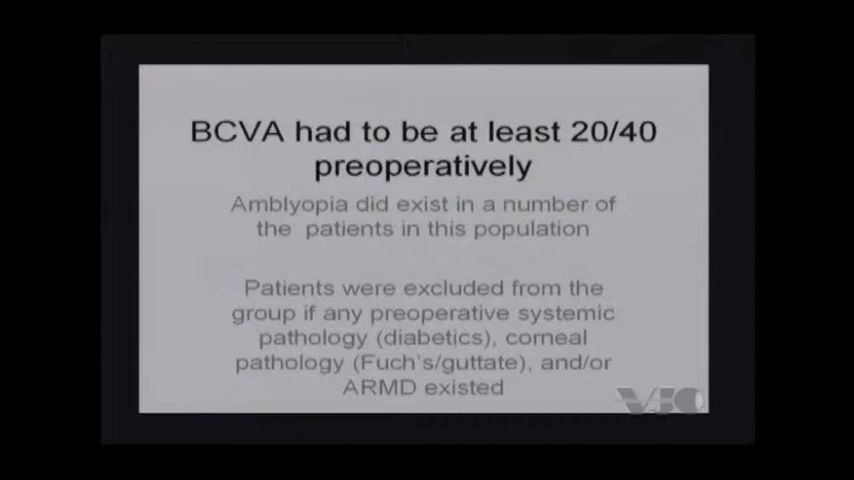 BCVA had to be at least 20/40
preoperatively
Amblyopia did exist in a number of
the patients in this population
Patients were excluded from the
group if any preoperative systemic
pathology (diabetics), corneal
pathology (Fuch's/guttate), and/or
ARMD existed
VJO